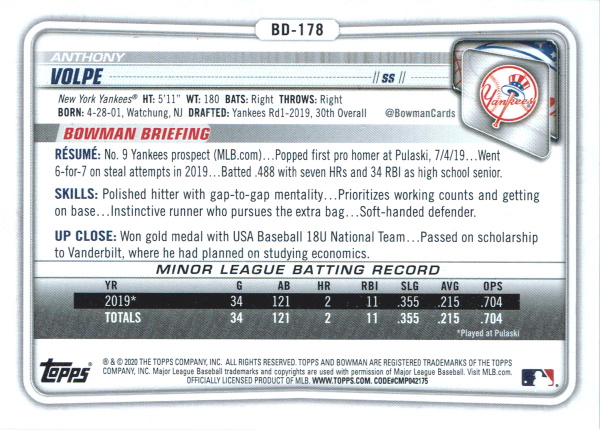 BD-178
ANTHONY
VOLPE // SS //
Yankees
New York Yankees® HT: 5'11" WT: 180 BATS: Right THROWS: Right
BORN: 4-28-01, Watchung, NJ DRAFTED: Yankees Rd1-2019, 30th Overall @BowmanCards
BOWMAN BRIEFING
RÉSUMÉ: No. 9 Yankees prospect (MLB.com)...Popped first pro homer at Pulaski, 7/4/19...Went
6-for-7 on steal attempts in 2019...Batted .488 with seven HRs and 34 RBI as high school senior.
SKILLS: Polished hitter with gap-to-gap mentality...Prioritizes working counts and getting
on base...Instinctive runner who pursues the extra bag...Soft-handed defender.
UP CLOSE: Won gold medal with USA Baseball 18U National Team...Passed on scholarship
to Vanderbilt, where he had planned on studying economics.
MINOR LEAGUE BATTING RECORD
YR G AB HR RBI SLG AVG OPS
2019* 34 121 2 11 .355 .215 .704
TOTALS 34 121 2 11 .355 .215 .704
*Played at Pulaski
TOPPS
® & © 2020 THE TOPPS COMPANY, INC. ALL RIGHTS RESERVED. TOPPS AND BOWMAN ARE REGISTERED TRADEMARKS OF THE
TOPPS COMPANY, INC. Major League Baseball trademarks and copyrights are used with permission of Major League Baseball. Visit MLB.com.
OFFICIALLY LICENSED PRODUCT OF MLB. WWW.TOPPS.COM. CODE#CMP042175